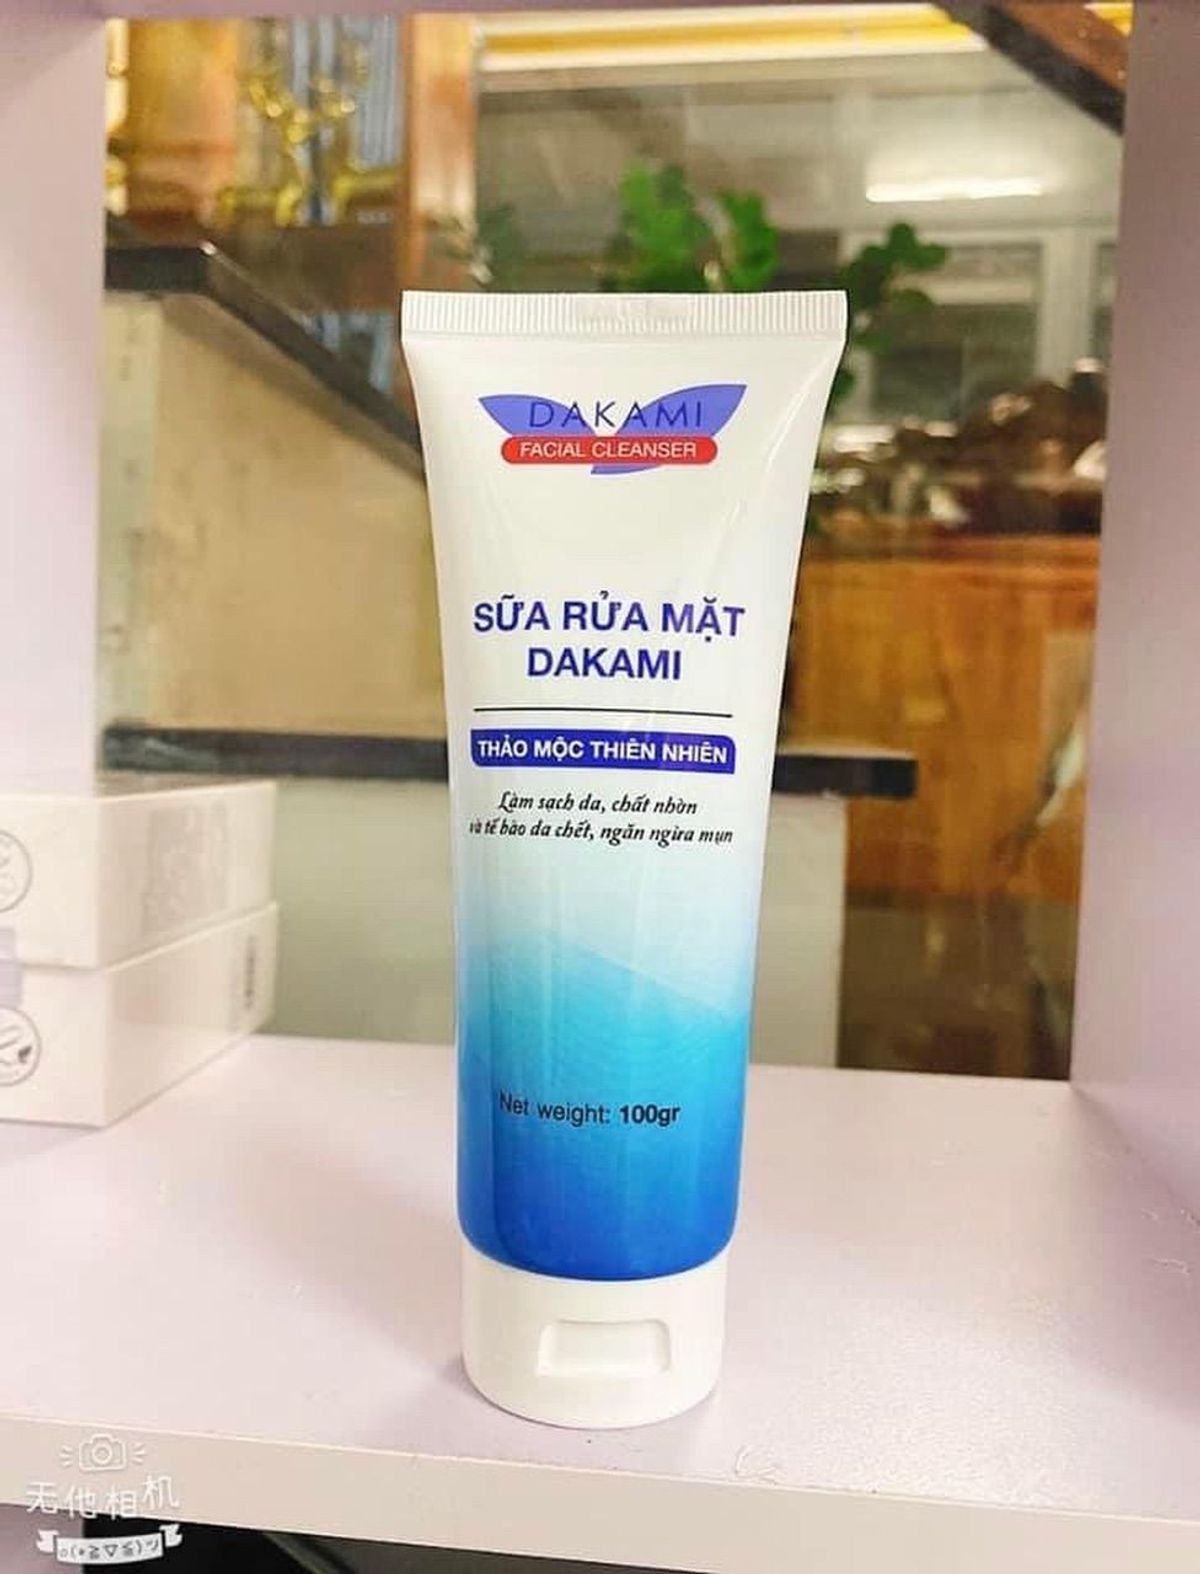 DAKAMI
FACIAL CLEANSER
SỮA RỬA MẶT
DAKAMI
THẢO MỘC THIÊN NHIÊN
Làm sạch da, chất nhờn
và tế bào da chết, ngăn ngừa mụn
Net weight: 100gr
无他相机